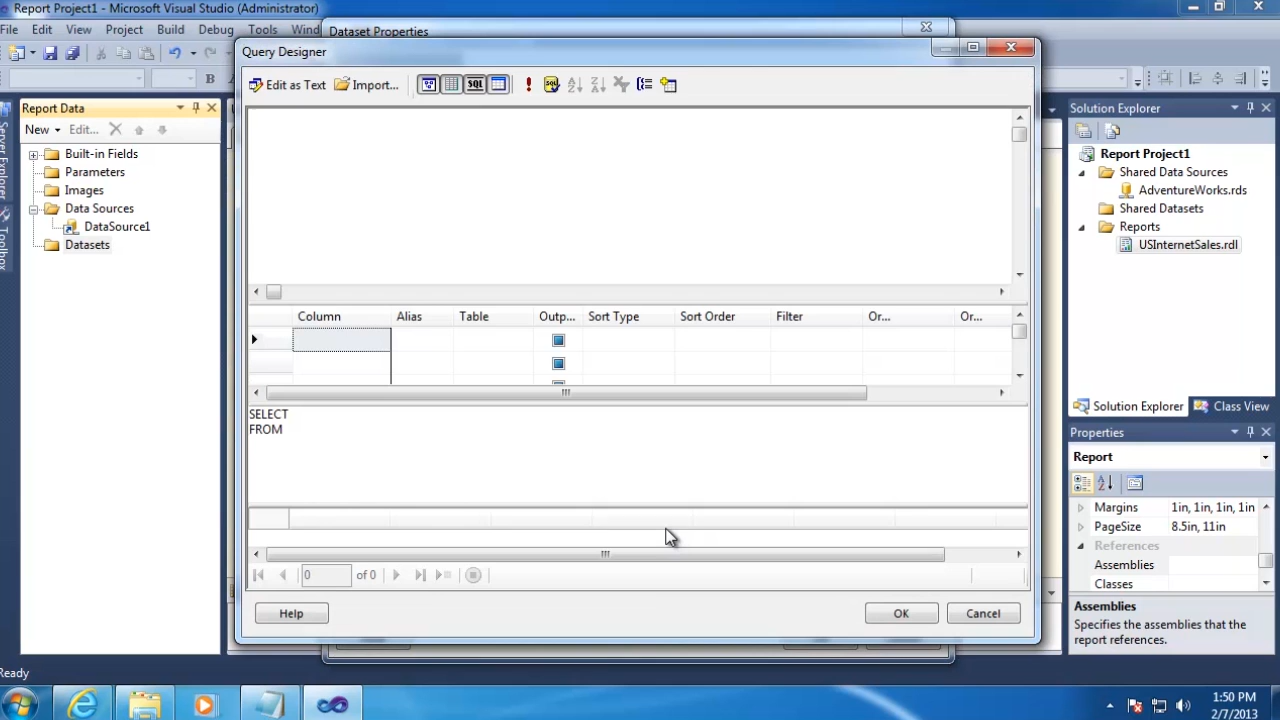 Report Project1 - Microsoft Visual Studio (Administrator)
File Edit View Project Build Debug Tools Wind
Dataset Properties
Query Designer
Edit as Text Import...
SQL
Report Data
New Edit...
Built-in Fields
Parameters
Images
Data Sources
DataSource1
Datasets
Server Explorer
Toolbox
Column Alias Table Outp... Sort Type Sort Order Filter Or... Or...
SELECT
FROM
0 of 0
Help OK Cancel
Solution Explorer
Report Project1
Shared Data Sources
AdventureWorks.rds
Shared Datasets
Reports
USInternetSales.rdl
Solution Explorer Class View
Properties
Report
Margins 1in, 1in, 1in, 1in
PageSize 8.5in, 11in
References
Assemblies
Classes
Assemblies
Specifies the assemblies that the
report references.
Ready
1:50 PM
2/7/2013